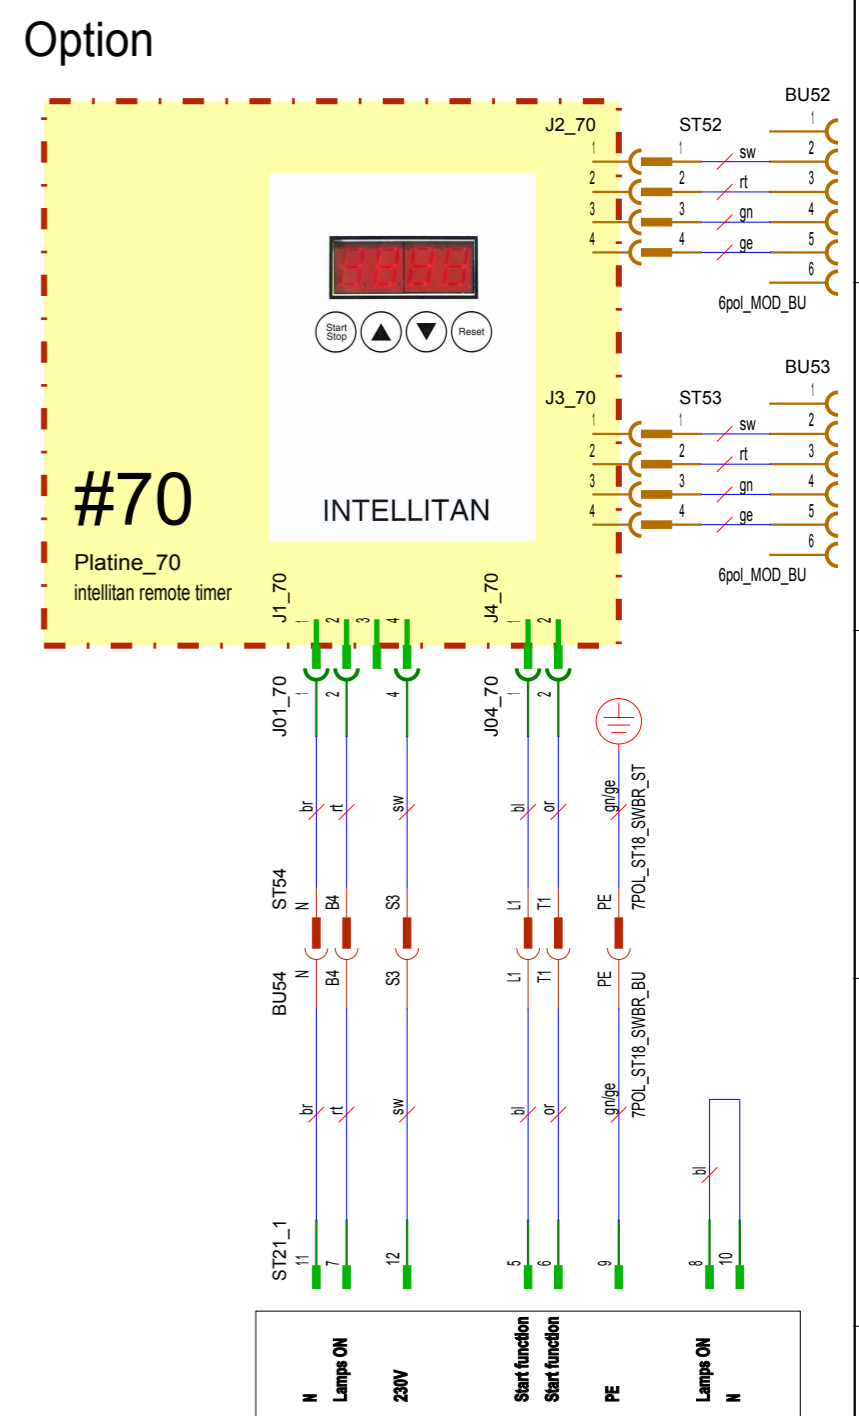 Option
BU52
J2_70 ST52
1 1 1
sw 2
2 2 rt 3
3 3 gn 4
4 4 ge 5
6
6pol_MOD_BU
Start
Stop
Reset
BU53
J3_70 ST53
1 1 1
sw 2
2 2 rt 3
3 3 gn 4
4 4 ge 5
6
6pol_MOD_BU
INTELLITAN
#70
Platine_70
intellitan remote timer
J1_70 1 2 3 4 J4_70 1 2
J01_70 1 2 4 J04_70 1 2
br rt sw bl or gn/ge
7POL_ST18_SWBR_ST
ST54 N B4 S3 L1 T1 PE
BU54 N B4 S3 L1 T1 PE
7POL_ST18_SWBR_BU
br rt sw bl or gn/ge
bl
ST21_1 11 7 12 5 6 9 8 10
N
Lamps ON
230V
Start function
Start function
PE
Lamps ON
N